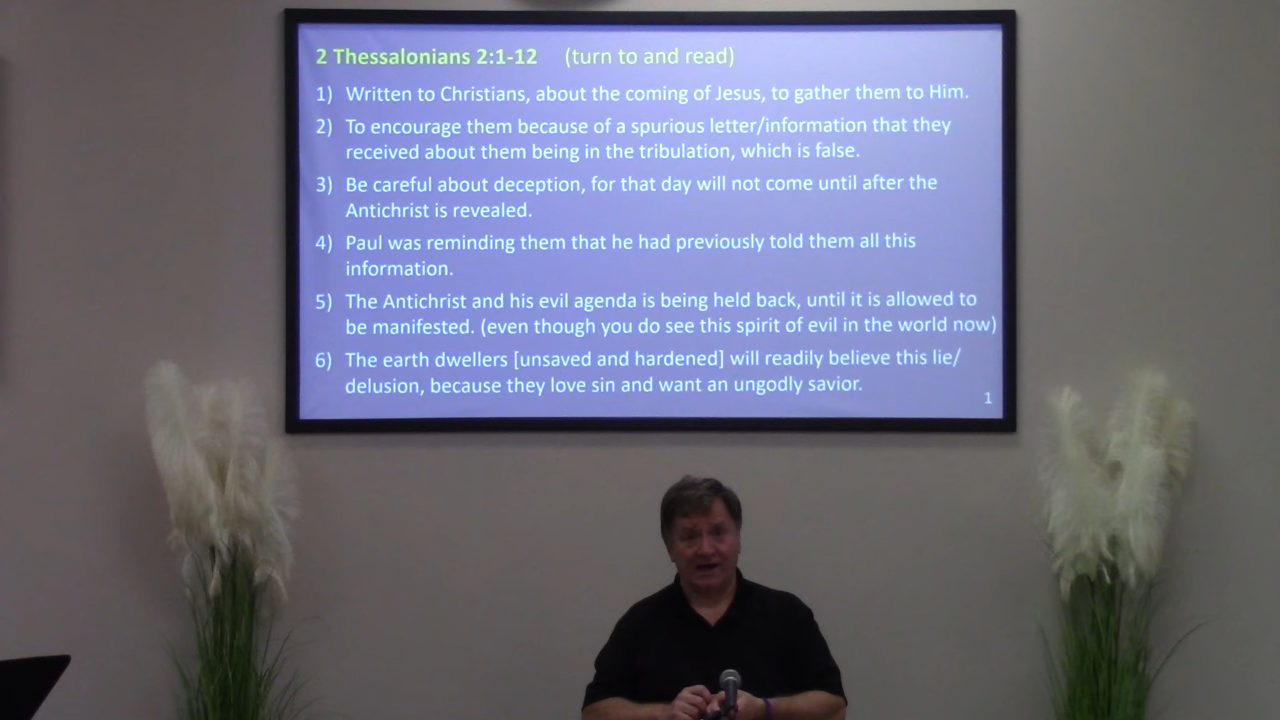 2 Thessalonians 2:1-12 (turn to and read)
1) Written to Christians, about the coming of Jesus, to gather them to Him.
2) To encourage them because of a spurious letter/information that they
received about them being in the tribulation, which is false.
3) Be careful about deception, for that day will not come until after the
Antichrist is revealed.
4) Paul was reminding them that he had previously told them all this
information.
5) The Antichrist and his evil agenda is being held back, until it is allowed to
be manifested. (even though you do see this spirit of evil in the world now)
6) The earth dwellers [unsaved and hardened] will readily believe this lie/
delusion, because they love sin and want an ungodly savior.
1